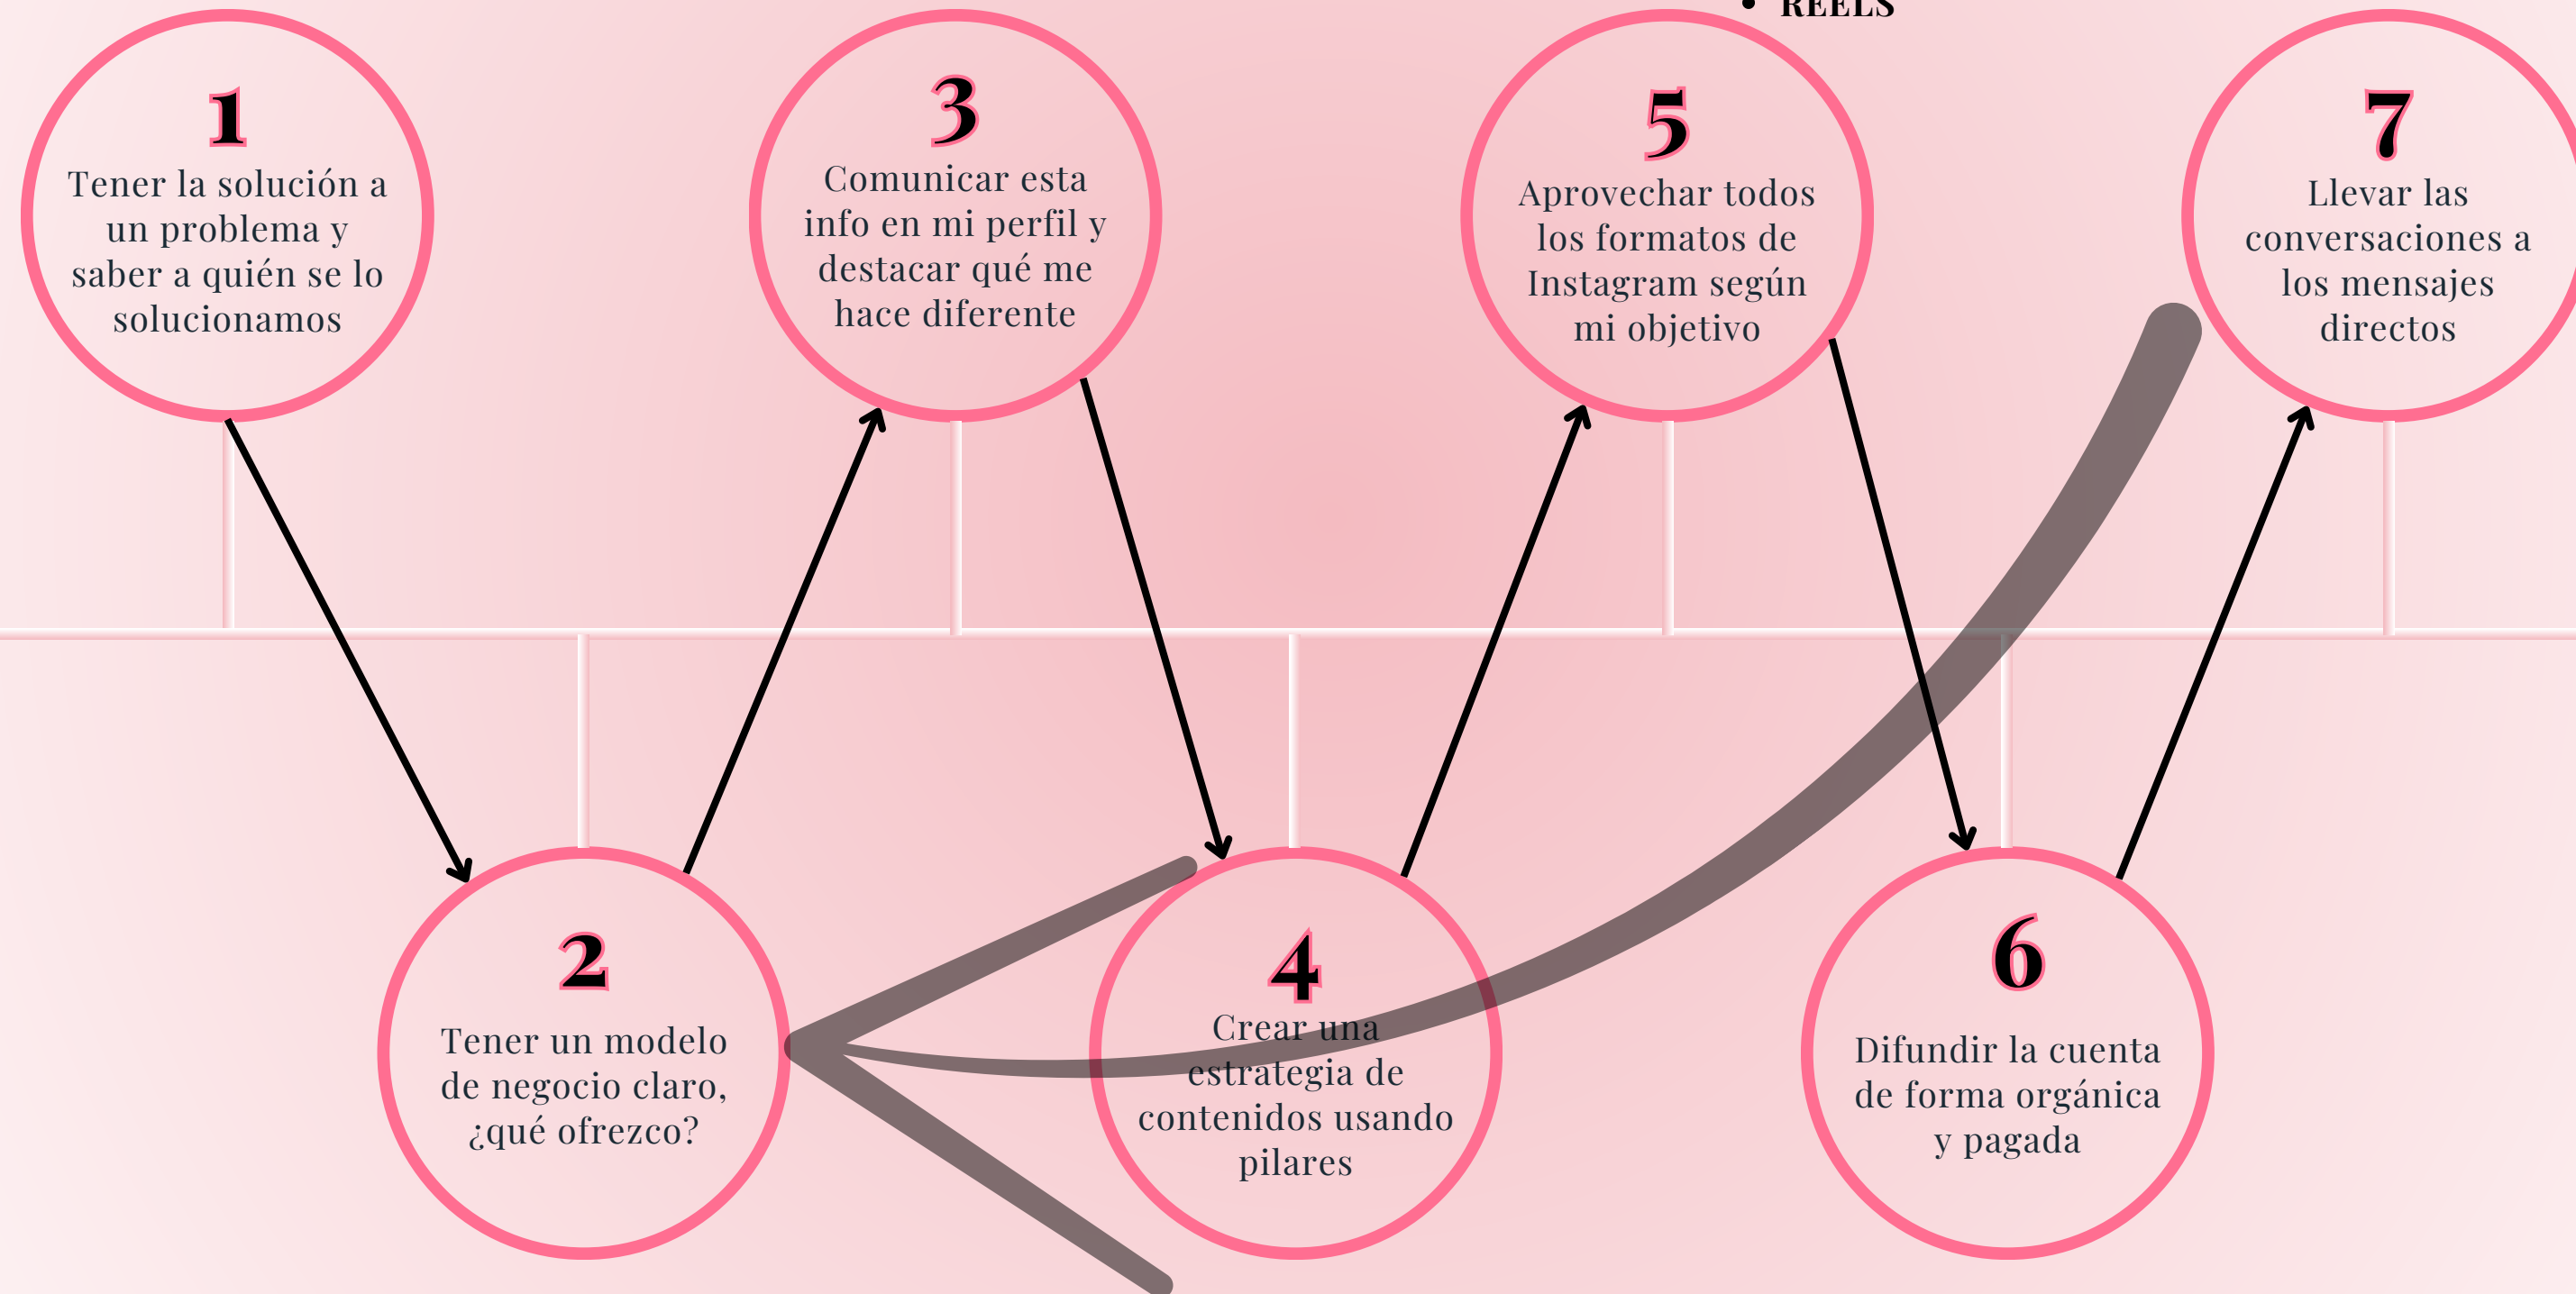 • REELS
1
Tener la solución a
un problema y
saber a quién se lo
solucionamos
2
Tener un modelo
de negocio claro,
¿qué ofrezco?
3
Comunicar esta
info en mi perfil y
destacar qué me
hace diferente
4
Crear una
estrategia de
contenidos usando
pilares
5
Aprovechar todos
los formatos de
Instagram según
mi objetivo
6
Difundir la cuenta
de forma orgánica
y pagada
7
Llevar las
conversaciones a
los mensajes
directos